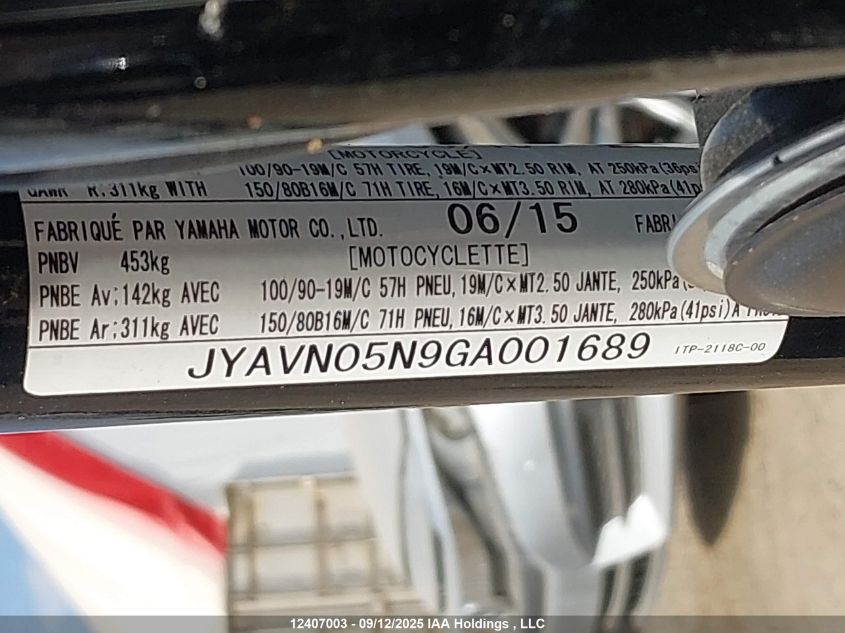 [MOTORCYCLE]
100/90-19M/C 57H TIRE, 19M/C×MT2.50 RIM, AT 250kPa(36psi
GAWR R:311kg WITH 150/80B16M/C 71H TIRE, 16M/C×MT3.50 RIM, AT 280kPa(41p
FABRIQUÉ PAR YAMAHA MOTOR CO.,LTD. 06/15
PNBV 453kg [MOTOCYCLETTE]
PNBE Av:142kg AVEC 100/90-19M/C 57H PNEU, 19M/C×MT2.50 JANTE, 250kPa(
PNBE Ar:311kg AVEC 150/80B16M/C 71H PNEU, 16M/C×MT3.50 JANTE, 280kPa(41psi)
JYAVN05N9GA001689 1TP-2118C-00
12407003 - 09/12/2025 IAA Holdings , LLC